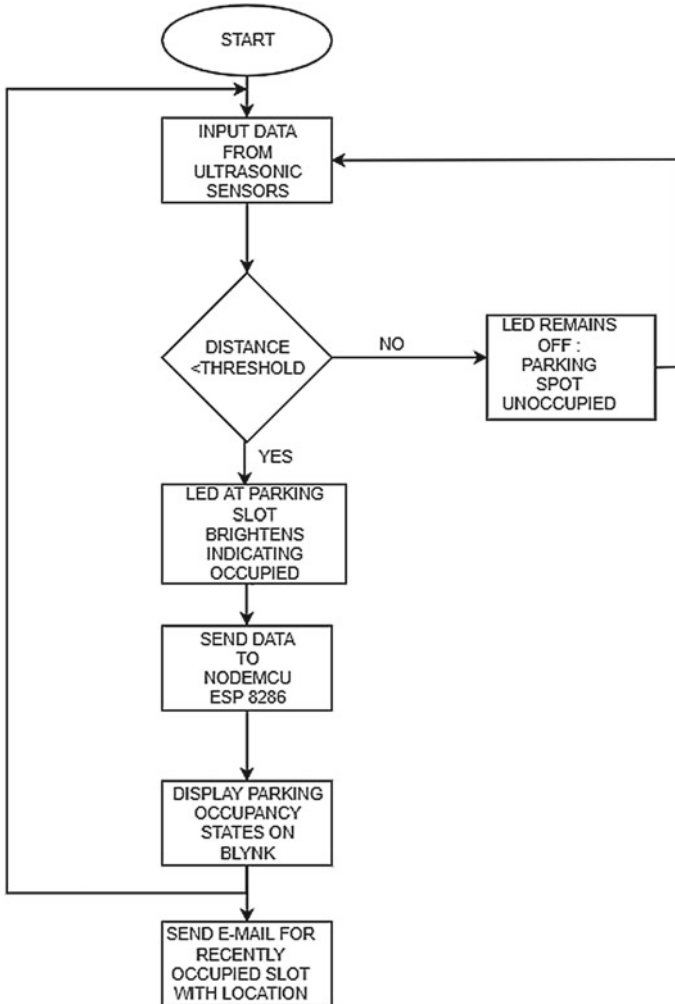 START
INPUT DATA
FROM
ULTRASONIC
SENSORS
DISTANCE
<THRESHOLD
NO
LED REMAINS
OFF :
PARKING
SPOT
UNOCCUPIED
YES
LED AT PARKING
SLOT
BRIGHTENS
INDICATING
OCCUPIED
SEND DATA
TO
NODEMCU
ESP 8286
DISPLAY PARKING
OCCUPANCY
STATES ON
BLYNK
SEND E-MAIL FOR
RECENTLY
OCCUPIED SLOT
WITH LOCATION